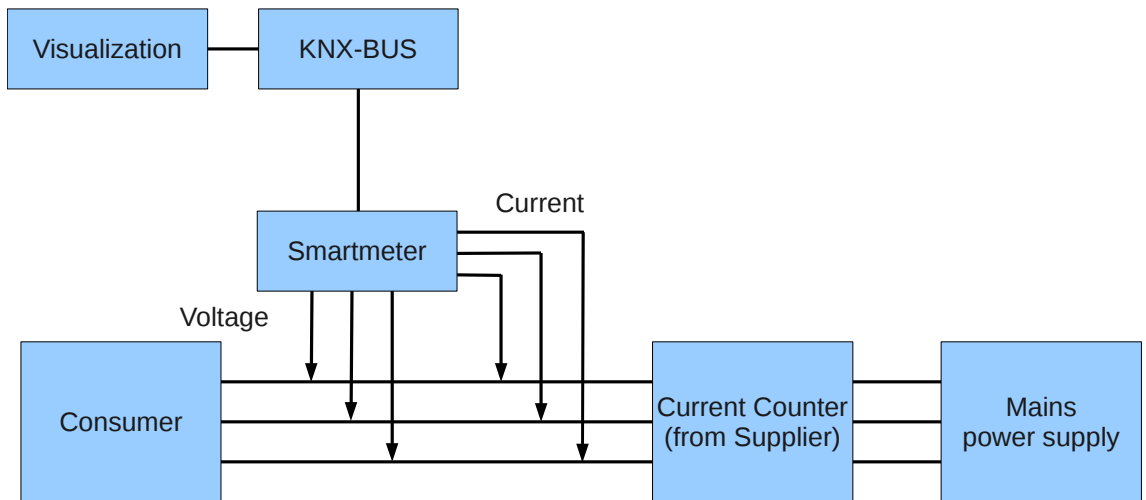 Visualization
KNX-BUS
Current
Smartmeter
Voltage
Consumer
Current Counter
(from Supplier)
Mains
power supply